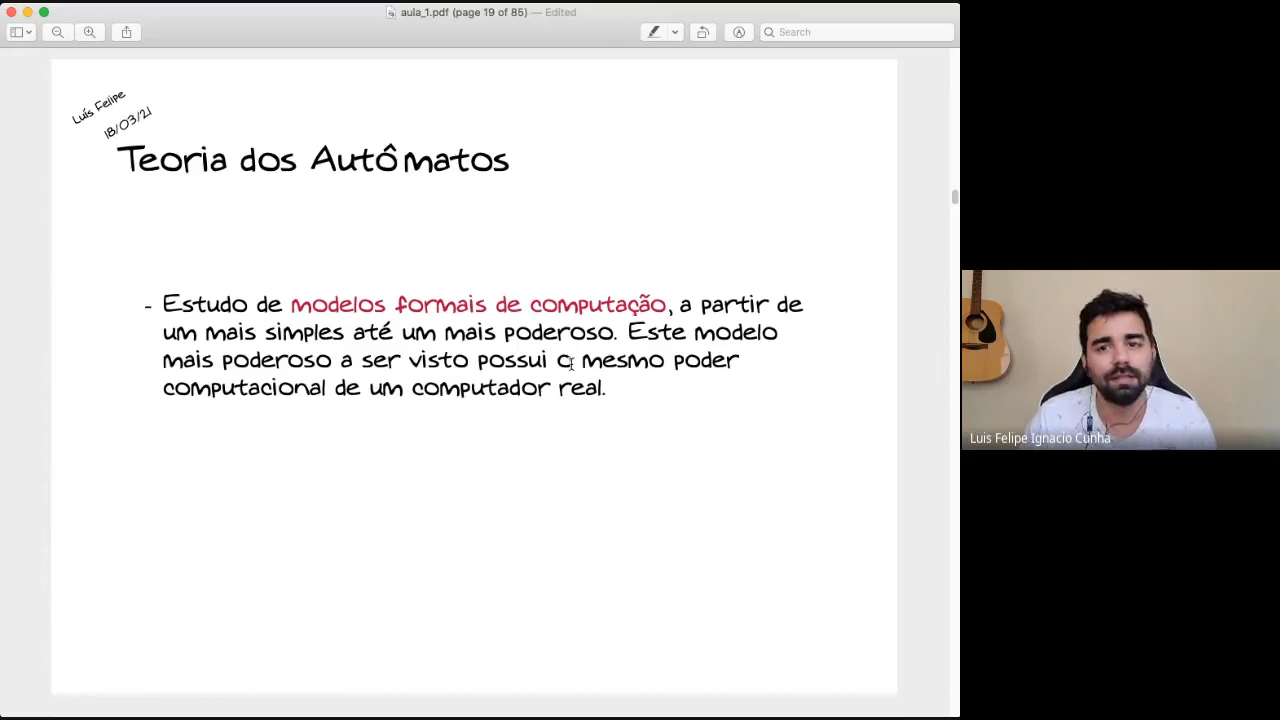 aula_1.pdf (page 19 of 85) — Edited
Search
Luís Felipe
18/03/21
Teoria dos Autômatos
- Estudo de modelos formais de computação, a partir de
um mais simples até um mais poderoso. Este modelo
mais poderoso a ser visto possui o mesmo poder
computacional de um computador real.
Luis Felipe Ignacio Cunha